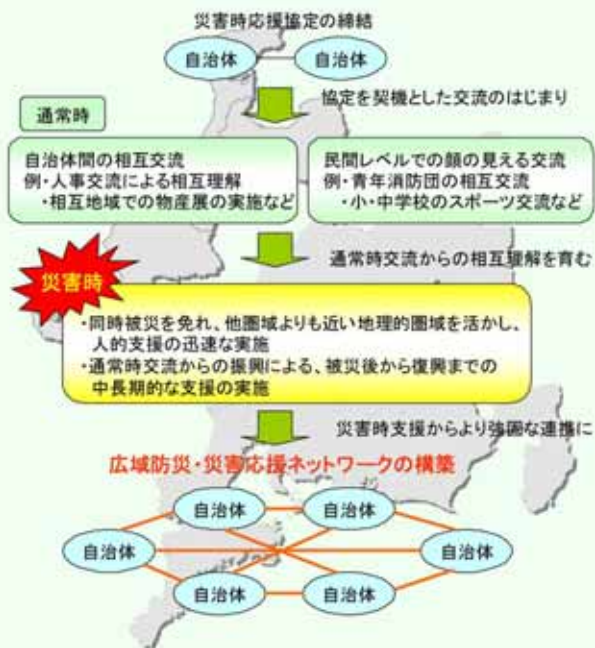 災害時応援協定の締結
自治体
自治体
協定を契機とした交流のはじまり
通常時
自治体間の相互交流
例・人事交流による相互理解
・相互地域での物産展の実施など
民間レベルでの顔の見える交流
例・青年消防団の相互交流
・小・中学校のスポーツ交流など
通常時交流からの相互理解を育む
災害時
・同時被災を免れ、他圏域よりも近い地理的圏域を活かし、
人的支援の迅速な実施
・通常時交流からの振興による、被災後から復興までの
中長期的な支援の実施
災害時支援からより強固な連携に
広域防災・災害応援ネットワークの構築
自治体
自治体
自治体
自治体
自治体
自治体